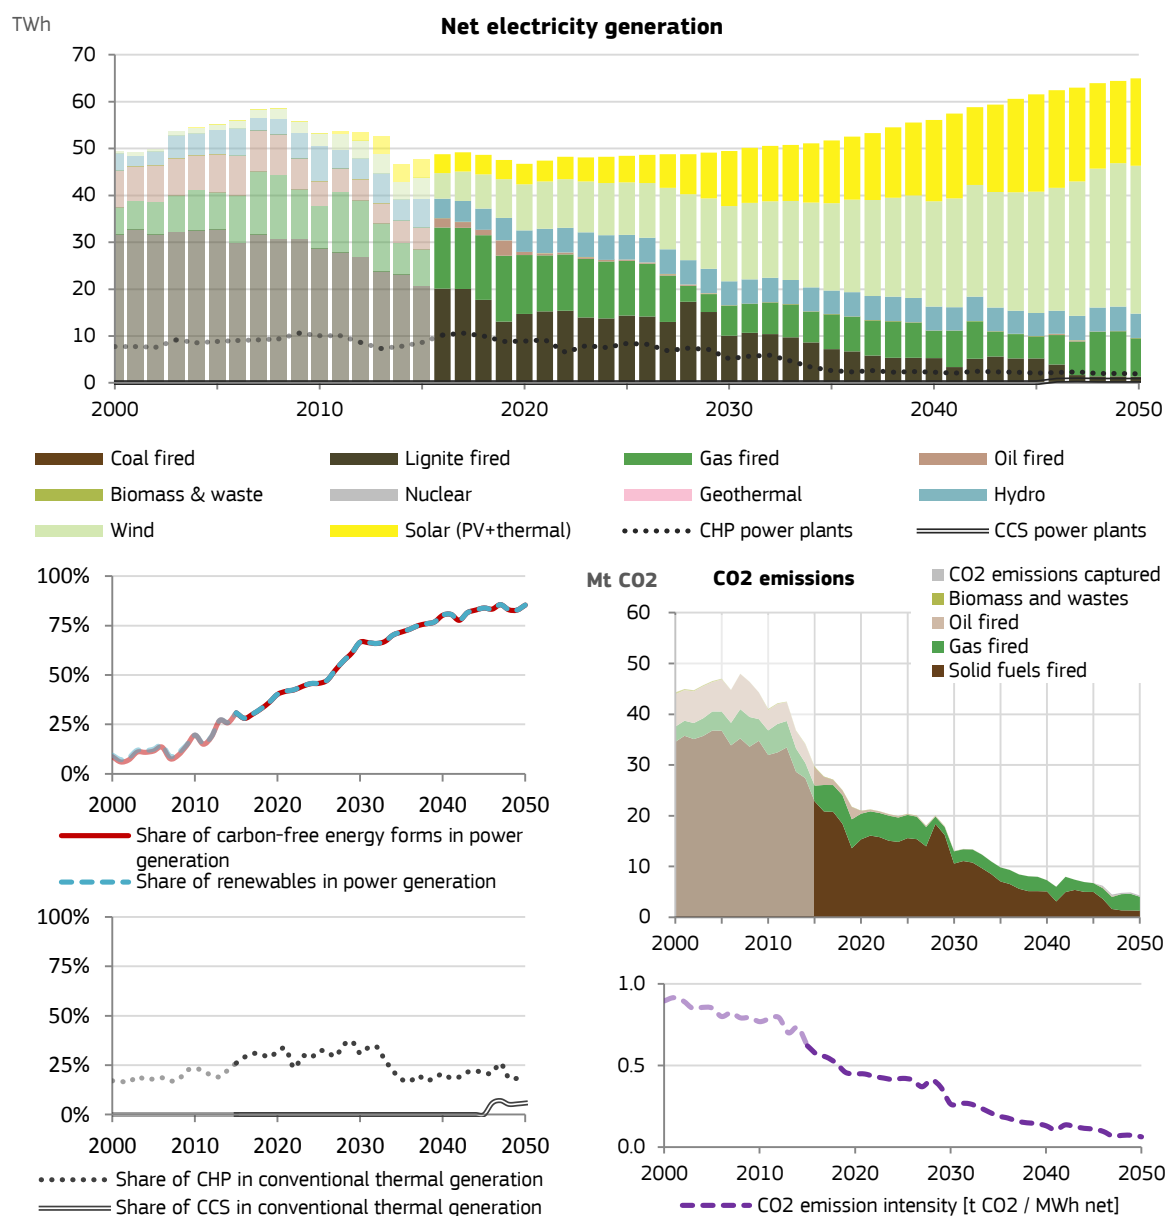 TWh
Net electricity generation
70
60
50
40
30
20
10
0
2000
2010
2020
2030
2040
2050
Coal fired
Lignite fired
Gas fired
Oil fired
Biomass & waste
Nuclear
Geothermal
Hydro
Wind
Solar (PV+thermal)
CHP power plants
CCS power plants
100%
75%
50%
25%
0%
2000
2010
2020
2030
2040
2050
Share of carbon-free energy forms in power
generation
Share of renewables in power generation
Mt CO2
CO2 emissions
CO2 emissions captured
Biomass and wastes
Oil fired
Gas fired
Solid fuels fired
60
50
40
30
20
10
0
2000
2010
2020
2030
2040
2050
100%
75%
50%
25%
0%
2000
2010
2020
2030
2040
2050
Share of CHP in conventional thermal generation
Share of CCS in conventional thermal generation
1.0
0.5
0.0
2000
2010
2020
2030
2040
2050
CO2 emission intensity [t CO2 / MWh net]